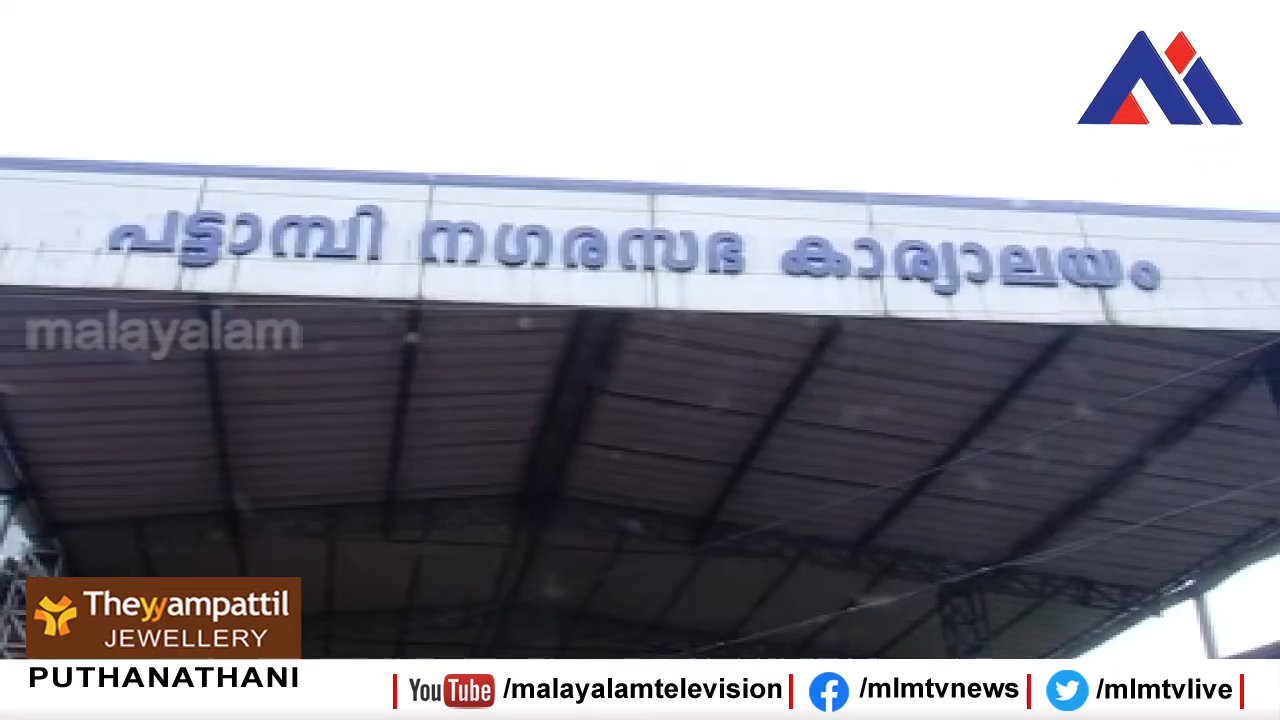 പട്ടാമ്പി നഗരസഭ കാര്യാലയം
malayalam
Theyyampattil
JEWELLERY
PUTHANATHANI
YouTube /malayalamtelevision /mlmtvnews /mlmtvlive